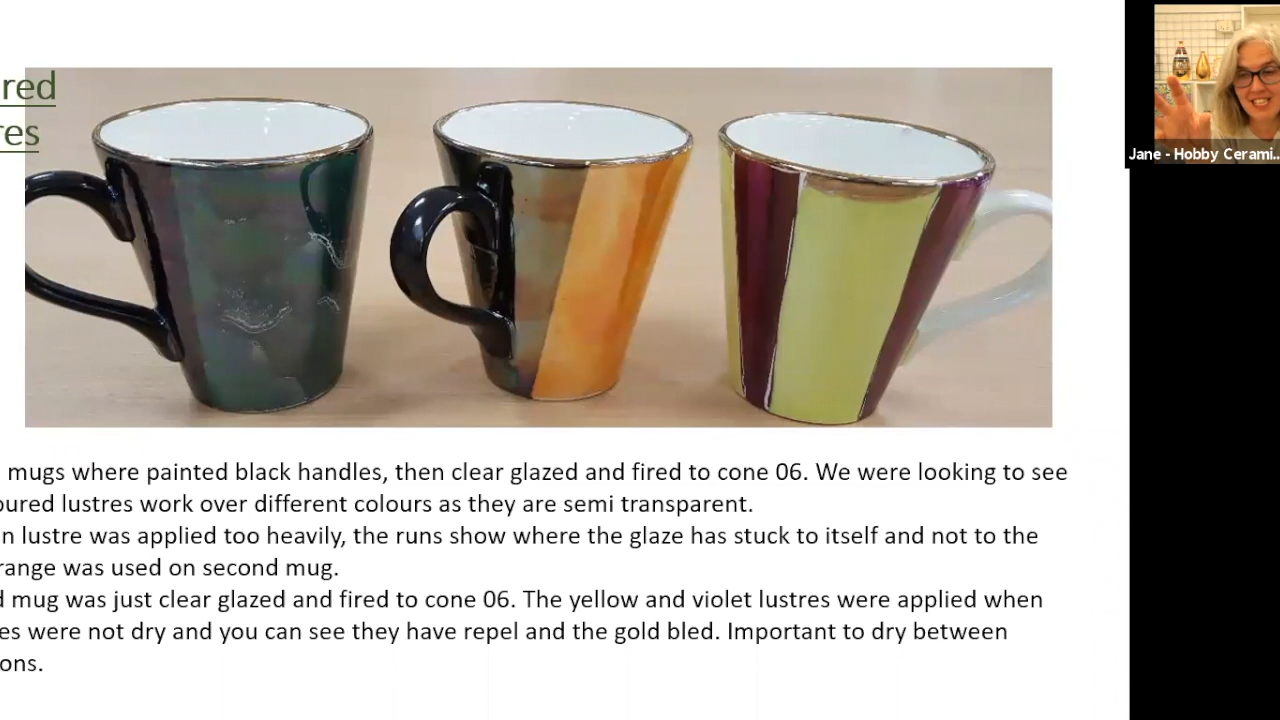 red
res
mugs where painted black handles, then clear glazed and fired to cone 06. We were looking to see
oured lustres work over different colours as they are semi transparent.
n lustre was applied too heavily, the runs show where the glaze has stuck to itself and not to the
range was used on second mug.
d mug was just clear glazed and fired to cone 06. The yellow and violet lustres were applied when
es were not dry and you can see they have repel and the gold bled. Important to dry between
ons.
Jane - Hobby Cerami...